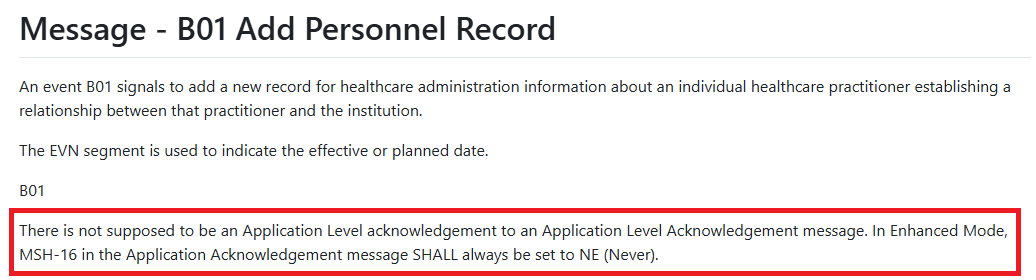 Message - B01 Add Personnel Record
An event B01 signals to add a new record for healthcare administration information about an individual healthcare practitioner establishing a
relationship between that practitioner and the institution.
The EVN segment is used to indicate the effective or planned date.
B01
There is not supposed to be an Application Level acknowledgement to an Application Level Acknowledgement message. In Enhanced Mode,
MSH-16 in the Application Acknowledgement message SHALL always be set to NE (Never).